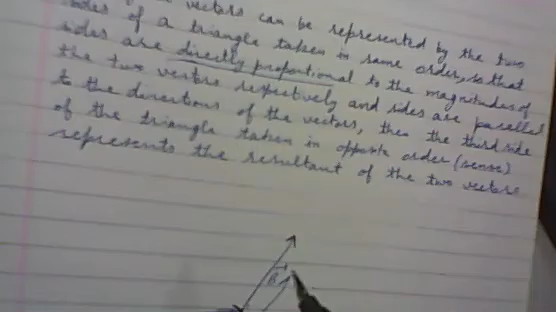 vectors can be represented by the two
sides of a triangle taken in same order, so that
sides are directly proportional to the magnitudes of
the two vectors respectively and sides are parallel
to the directions of the vectors, then the third side
of the triangle taken in opposite order (sense)
represents the resultant of the two vectors